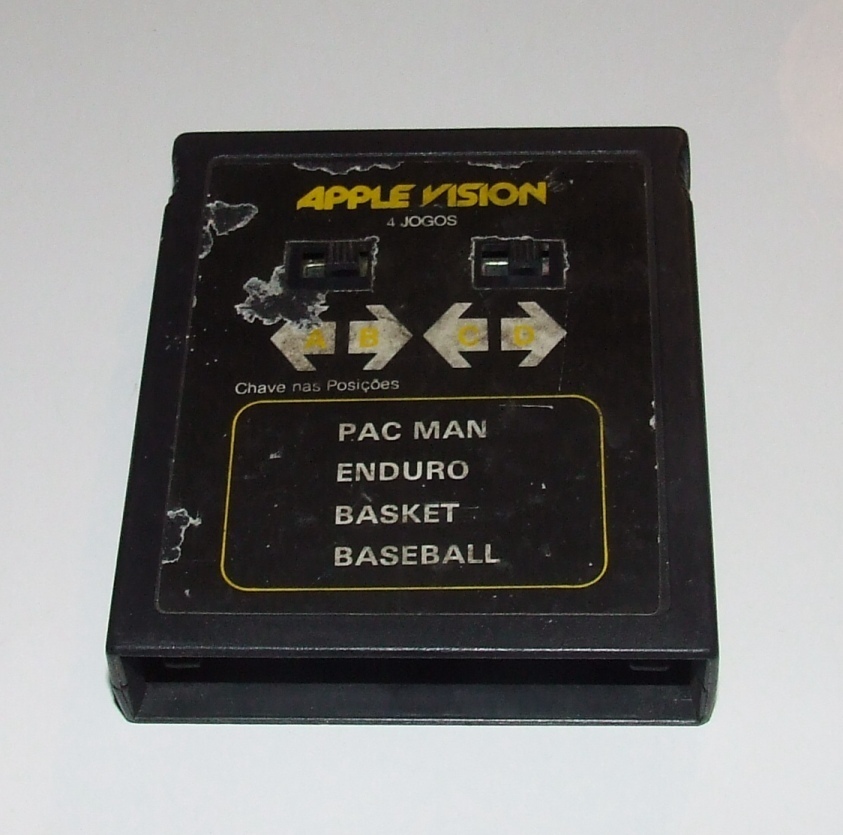 APPLE VISION
4 JOGOS
A B C D
Chave nas Posições
PAC MAN
ENDURO
BASKET
BASEBALL